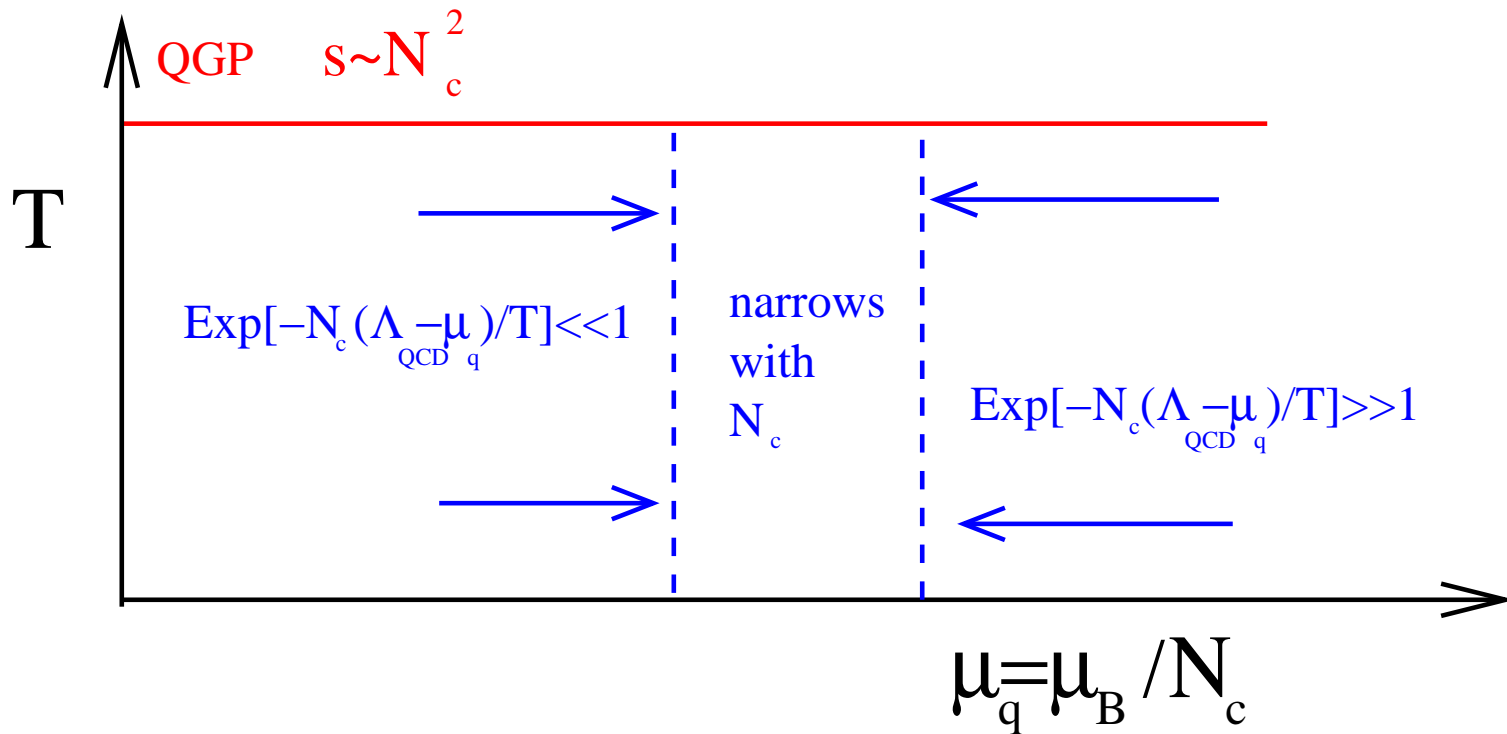 QGP s~N_c^2
T
Exp[−N_c(Λ_QCD−μ_q)/T]<<1
narrows
with
N_c
Exp[−N_c(Λ_QCD−μ_q)/T]>>1
μ_q=μ_B/N_c